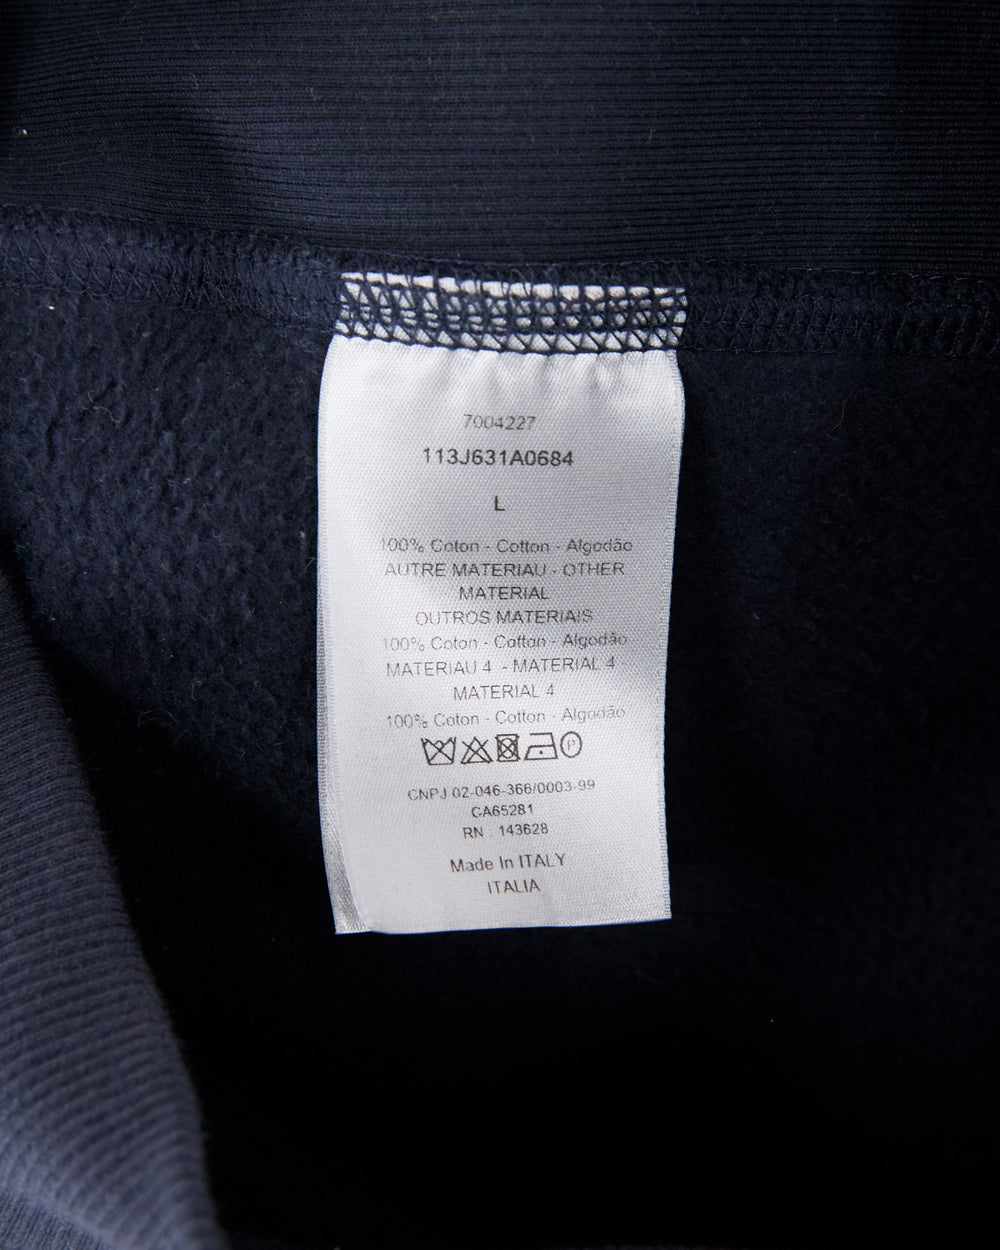 7004227
113J631A0684
L
100% Coton - Cotton - Algodão
AUTRE MATERIAU - OTHER
MATERIAL
OUTROS MATERIAIS
100% Coton - Cotton - Algodão
MATERIAU 4 - MATERIAL 4
MATERIAL 4
100% Coton - Cotton - Algodão
P
CNPJ 02-046-366/0003-99
CA65281
RN . 143628
Made In ITALY
ITALIA